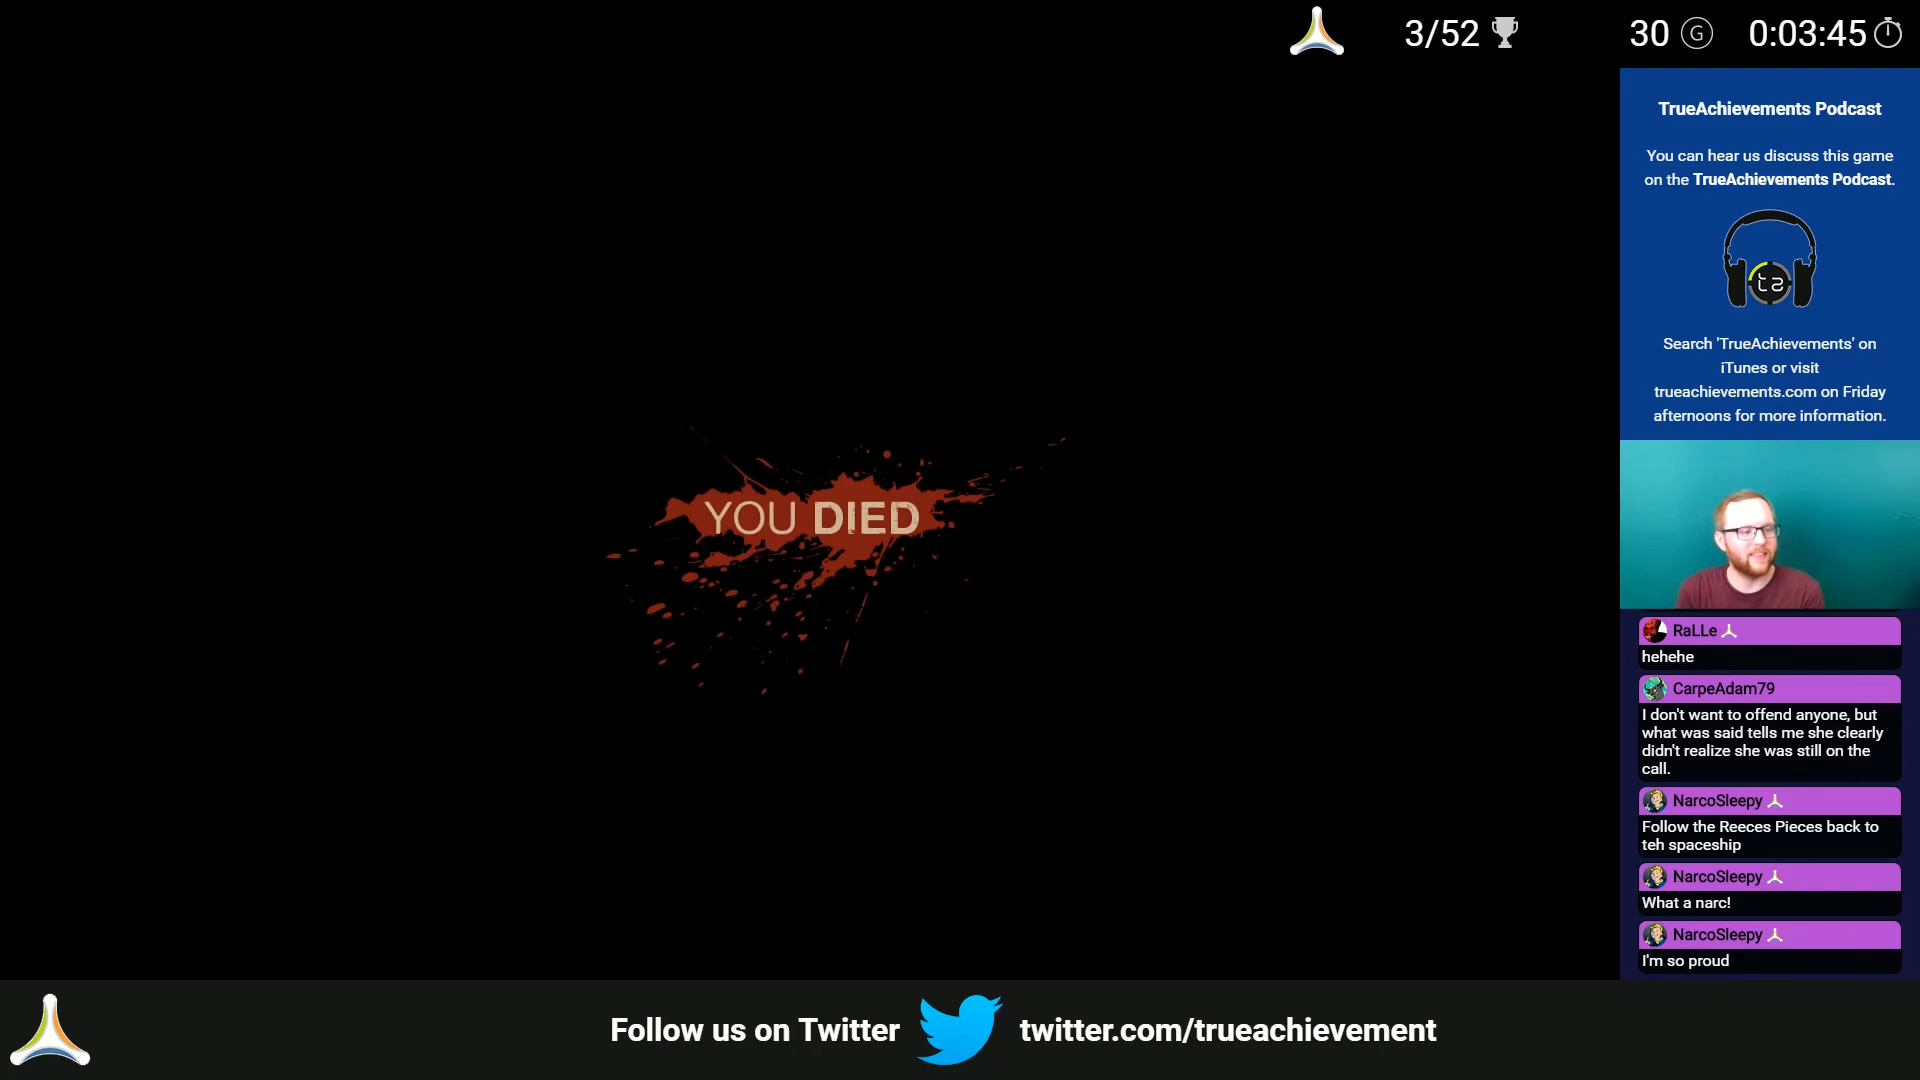 3/52
30 G
0:03:45
TrueAchievements Podcast
You can hear us discuss this game
on the TrueAchievements Podcast.
ta
Search 'TrueAchievements' on
iTunes or visit
trueachievements.com on Friday
afternoons for more information.
YOU DIED
RaLLe
hehehe
CarpeAdam79
I don't want to offend anyone, but
what was said tells me she clearly
didn't realize she was still on the
call.
NarcoSleepy
Follow the Reeces Pieces back to
teh spaceship
NarcoSleepy
What a narc!
NarcoSleepy
I'm so proud
Follow us on Twitter
twitter.com/trueachievement